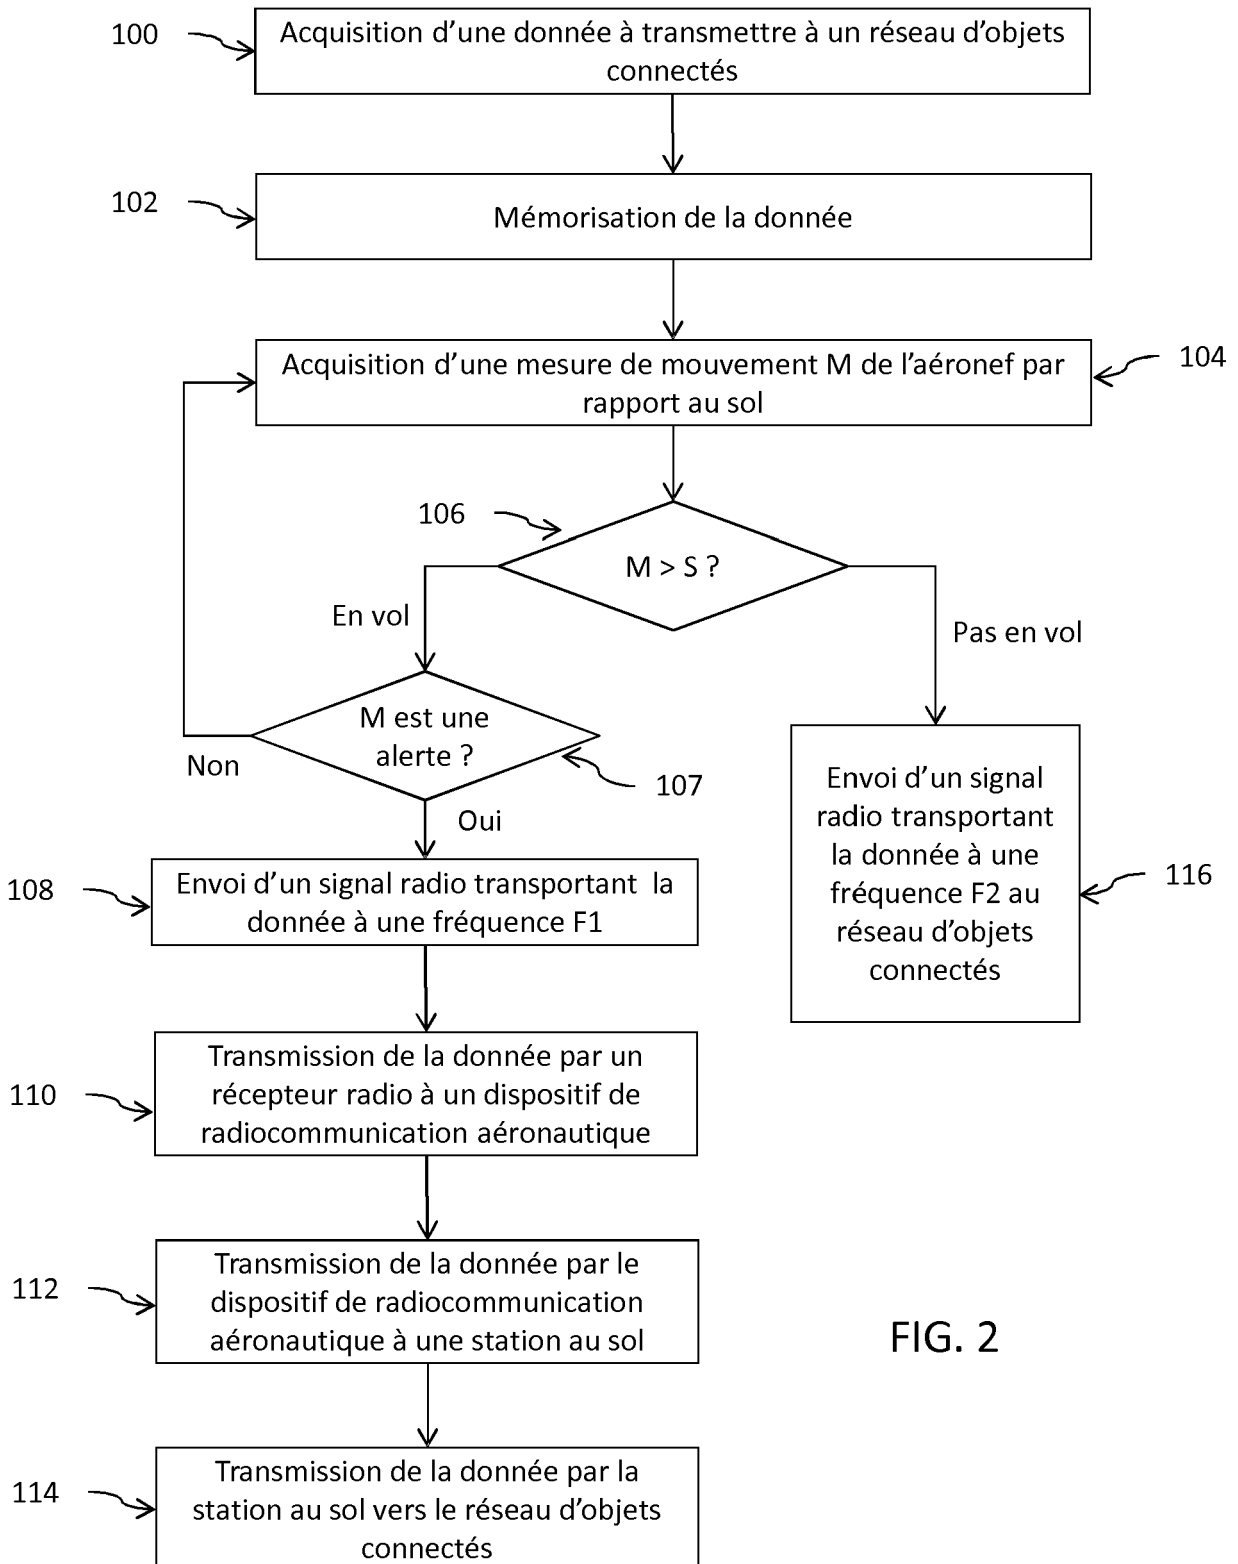 100
Acquisition d’une donnée à transmettre à un réseau d’objets
connectés
102
Mémorisation de la donnée
Acquisition d’une mesure de mouvement M de l’aéronef par
rapport au sol
104
106
M > S ?
En vol
Pas en vol
M est une
alerte ?
Non
107
Oui
108
Envoi d’un signal radio transportant la
donnée à une fréquence F1
Envoi d’un signal
radio transportant
la donnée à une
fréquence F2 au
réseau d’objets
connectés
116
110
Transmission de la donnée par un
récepteur radio à un dispositif de
radiocommunication aéronautique
112
Transmission de la donnée par le
dispositif de radiocommunication
aéronautique à une station au sol
FIG. 2
114
Transmission de la donnée par la
station au sol vers le réseau d’objets
connectés